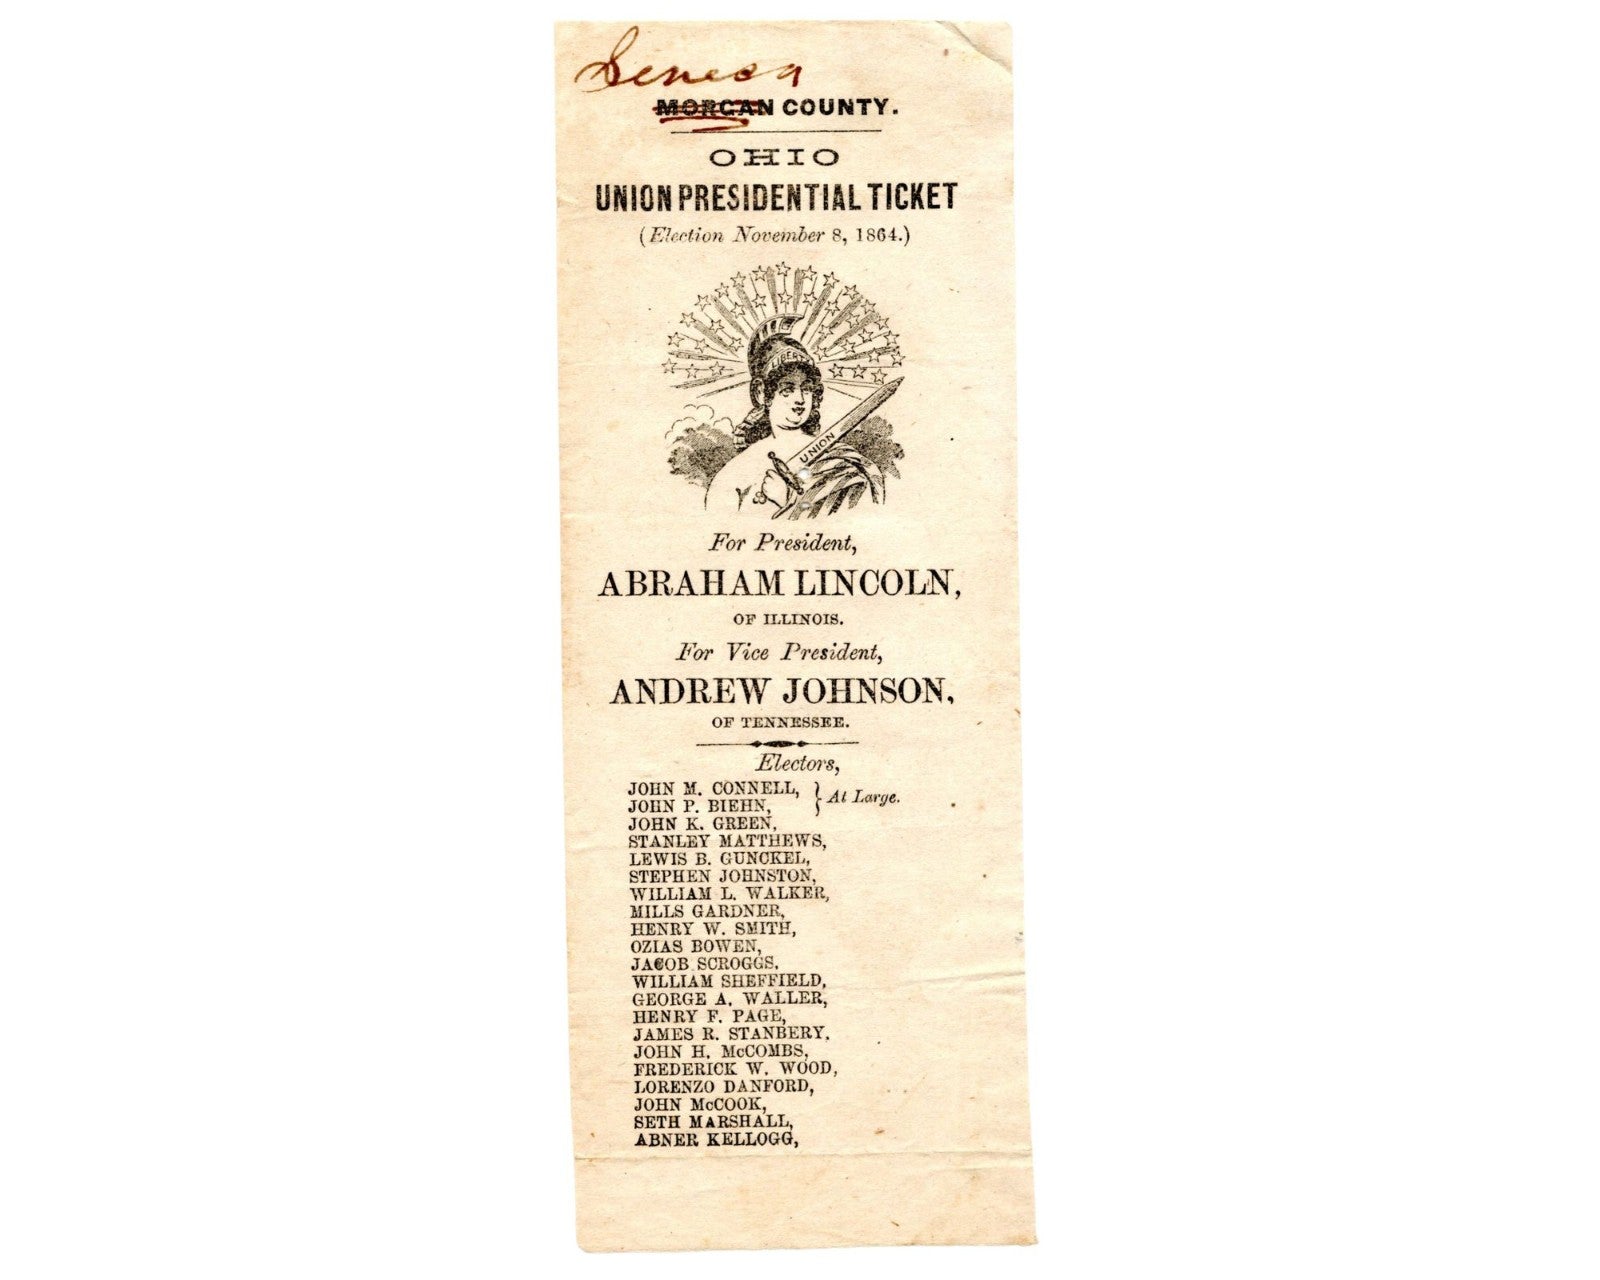 Seneca
MORGAN COUNTY.
OHIO
UNION PRESIDENTIAL TICKET
(Election November 8, 1864.)
LIBERTY
UNION
For President,
ABRAHAM LINCOLN,
OF ILLINOIS.
For Vice President,
ANDREW JOHNSON,
OF TENNESSEE.
Electors,
JOHN M. CONNELL, } At Large.
JOHN P. BIEHN,
JOHN K. GREEN,
STANLEY MATTHEWS,
LEWIS B. GUNCKEL,
STEPHEN JOHNSTON,
WILLIAM L. WALKER,
MILLS GARDNER,
HENRY W. SMITH,
OZIAS BOWEN,
JACOB SCROGGS,
WILLIAM SHEFFIELD,
GEORGE A. WALLER,
HENRY F. PAGE,
JAMES R. STANBERY,
JOHN H. McCOMBS,
FREDERICK W. WOOD,
LORENZO DANFORD,
JOHN McCOOK,
SETH MARSHALL,
ABNER KELLOGG,